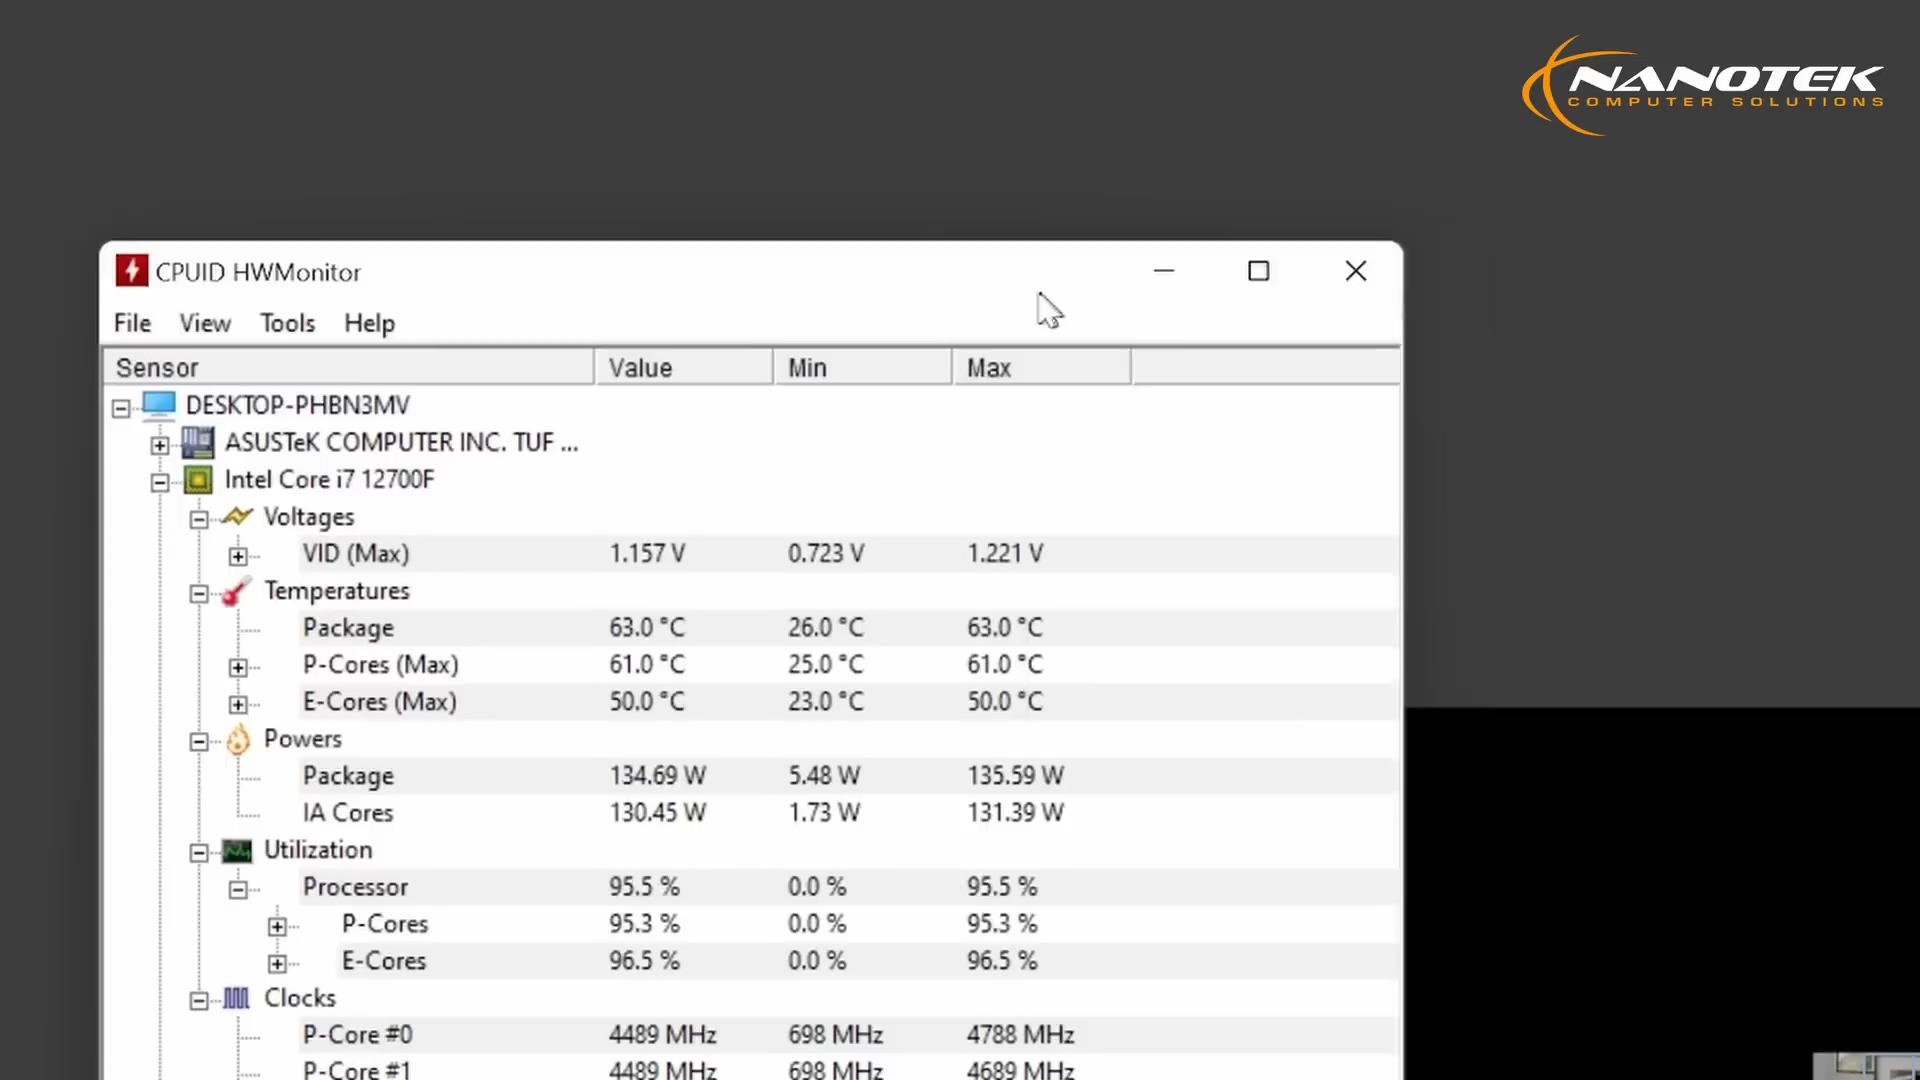 NANOTEK
COMPUTER SOLUTIONS
CPUID HWMonitor
File View Tools Help
Sensor Value Min Max
DESKTOP-PHBN3MV
ASUSTeK COMPUTER INC. TUF ...
Intel Core i7 12700F
Voltages
VID (Max) 1.157 V 0.723 V 1.221 V
Temperatures
Package 63.0 °C 26.0 °C 63.0 °C
P-Cores (Max) 61.0 °C 25.0 °C 61.0 °C
E-Cores (Max) 50.0 °C 23.0 °C 50.0 °C
Powers
Package 134.69 W 5.48 W 135.59 W
IA Cores 130.45 W 1.73 W 131.39 W
Utilization
Processor 95.5 % 0.0 % 95.5 %
P-Cores 95.3 % 0.0 % 95.3 %
E-Cores 96.5 % 0.0 % 96.5 %
Clocks
P-Core #0 4489 MHz 698 MHz 4788 MHz
P-Core #1 4489 MHz 698 MHz 4689 MHz